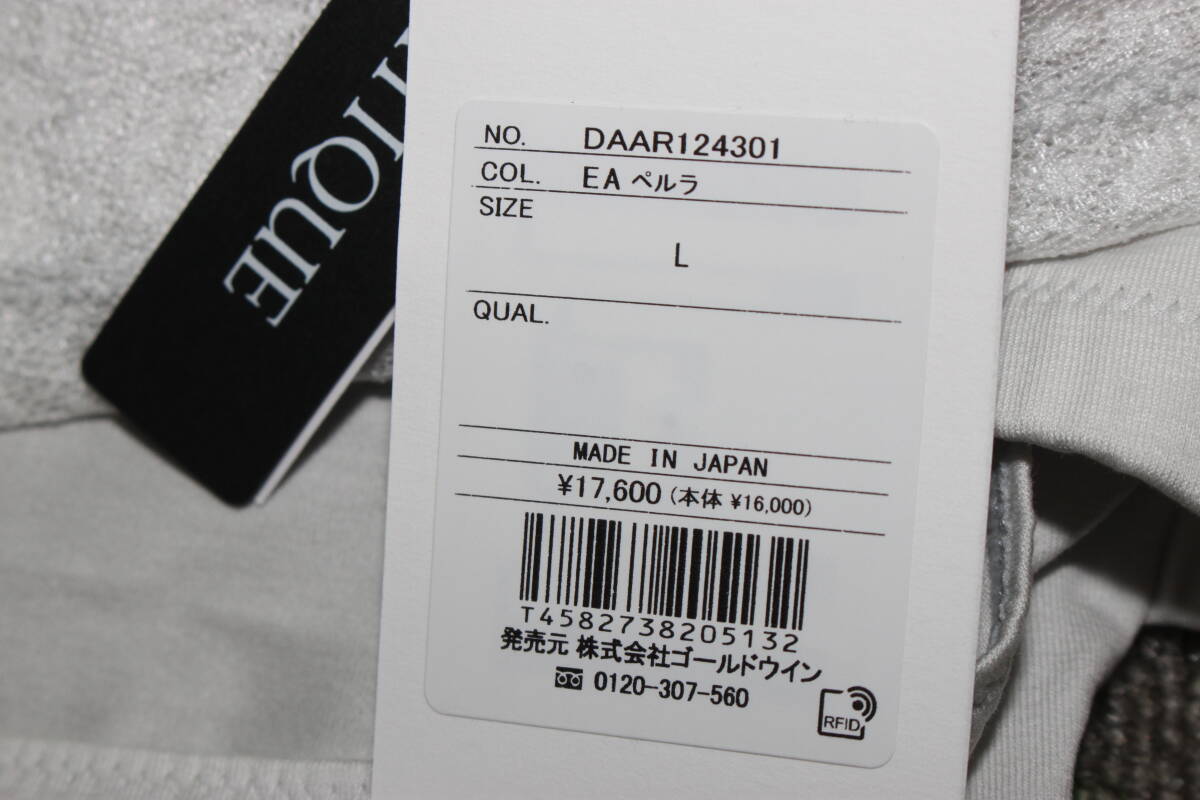 TIQUE
NO. DAAR124301
COL. EA ペルラ
SIZE
L
QUAL.
MADE IN JAPAN
¥17,600 (本体 ¥16,000)
T4582738205132
発売元 株式会社ゴールドウイン
0120-307-560
RFID